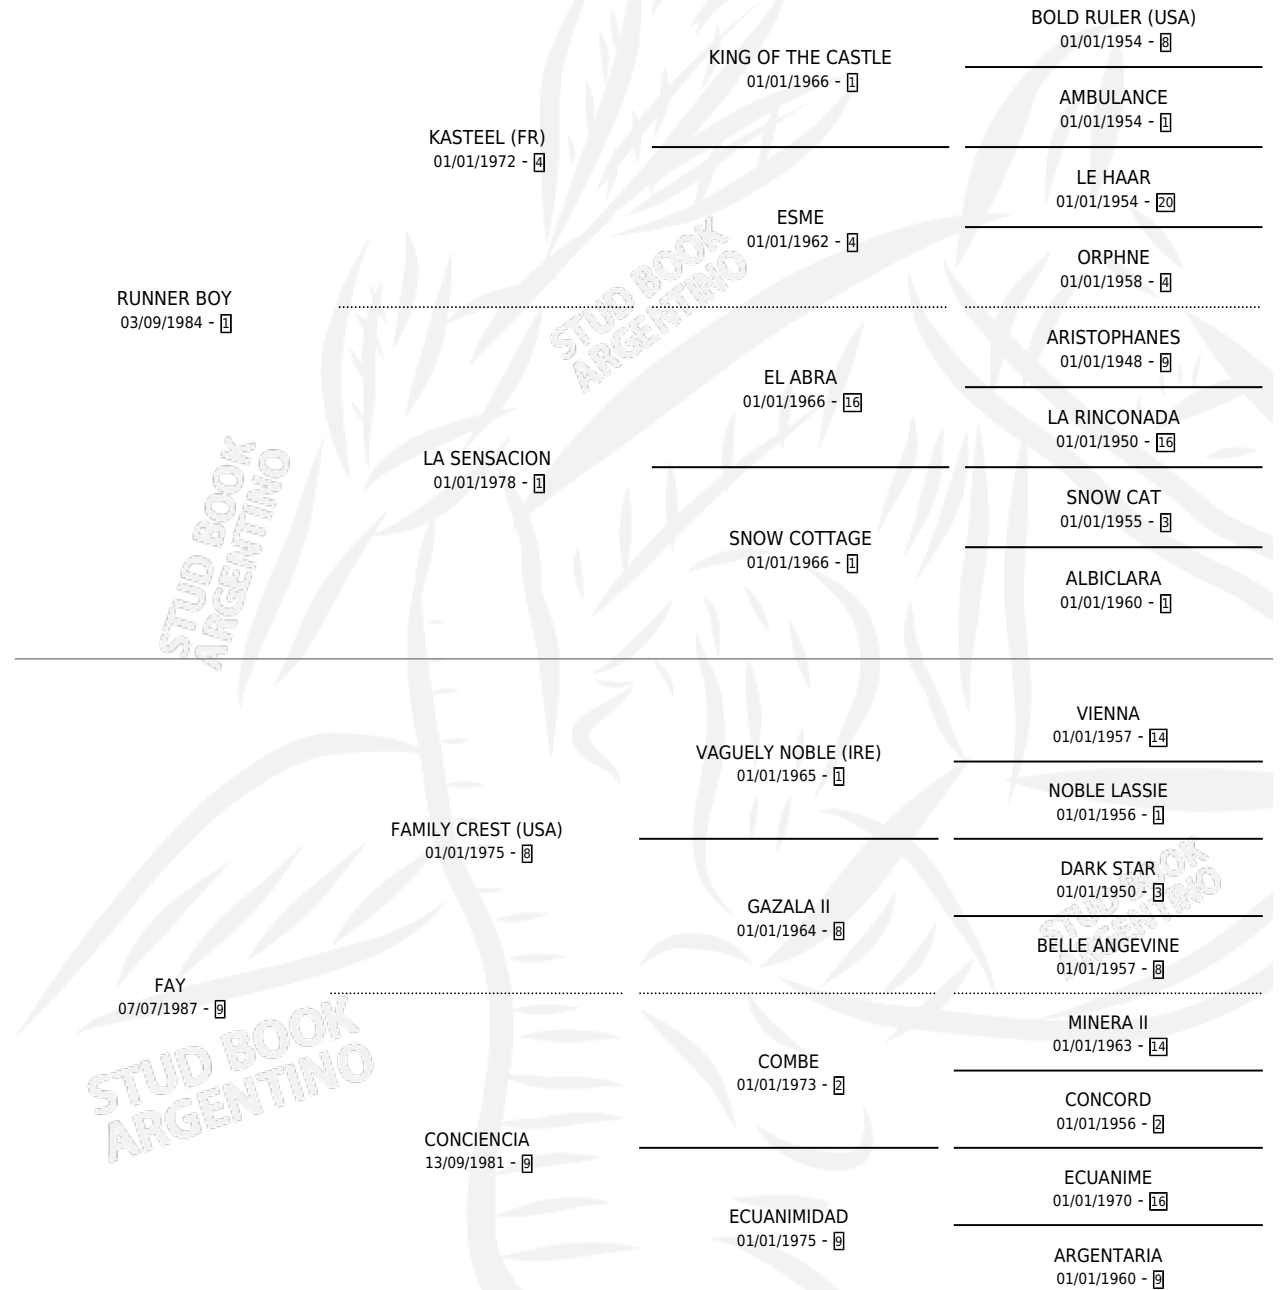 BOLD RULER (USA)
01/01/1954 - 8
KING OF THE CASTLE
01/01/1966 - 1
AMBULANCE
01/01/1954 - 1
KASTEEL (FR)
01/01/1972 - 4
LE HAAR
01/01/1954 - 20
ESME
01/01/1962 - 4
ORPHNE
01/01/1958 - 4
RUNNER BOY
03/09/1984 - 1
ARISTOPHANES
01/01/1948 - 9
EL ABRA
01/01/1966 - 16
LA RINCONADA
01/01/1950 - 16
LA SENSACION
01/01/1978 - 1
SNOW CAT
01/01/1955 - 3
SNOW COTTAGE
01/01/1966 - 1
ALBICLARA
01/01/1960 - 1
VIENNA
01/01/1957 - 14
VAGUELY NOBLE (IRE)
01/01/1965 - 1
NOBLE LASSIE
01/01/1956 - 1
FAMILY CREST (USA)
01/01/1975 - 8
DARK STAR
01/01/1950 - 3
GAZALA II
01/01/1964 - 8
BELLE ANGEVINE
01/01/1957 - 8
FAY
07/07/1987 - 9
MINERA II
01/01/1963 - 14
COMBE
01/01/1973 - 2
CONCORD
01/01/1956 - 2
CONCIENCIA
13/09/1981 - 9
ECUANIME
01/01/1970 - 16
ECUANIMIDAD
01/01/1975 - 9
ARGENTARIA
01/01/1960 - 9
STUD BOOK
ARGENTINO
STUD BOOK
ARGENTINO
STUD BOOK
ARGENTINO
STUD BOOK
ARGENTINO